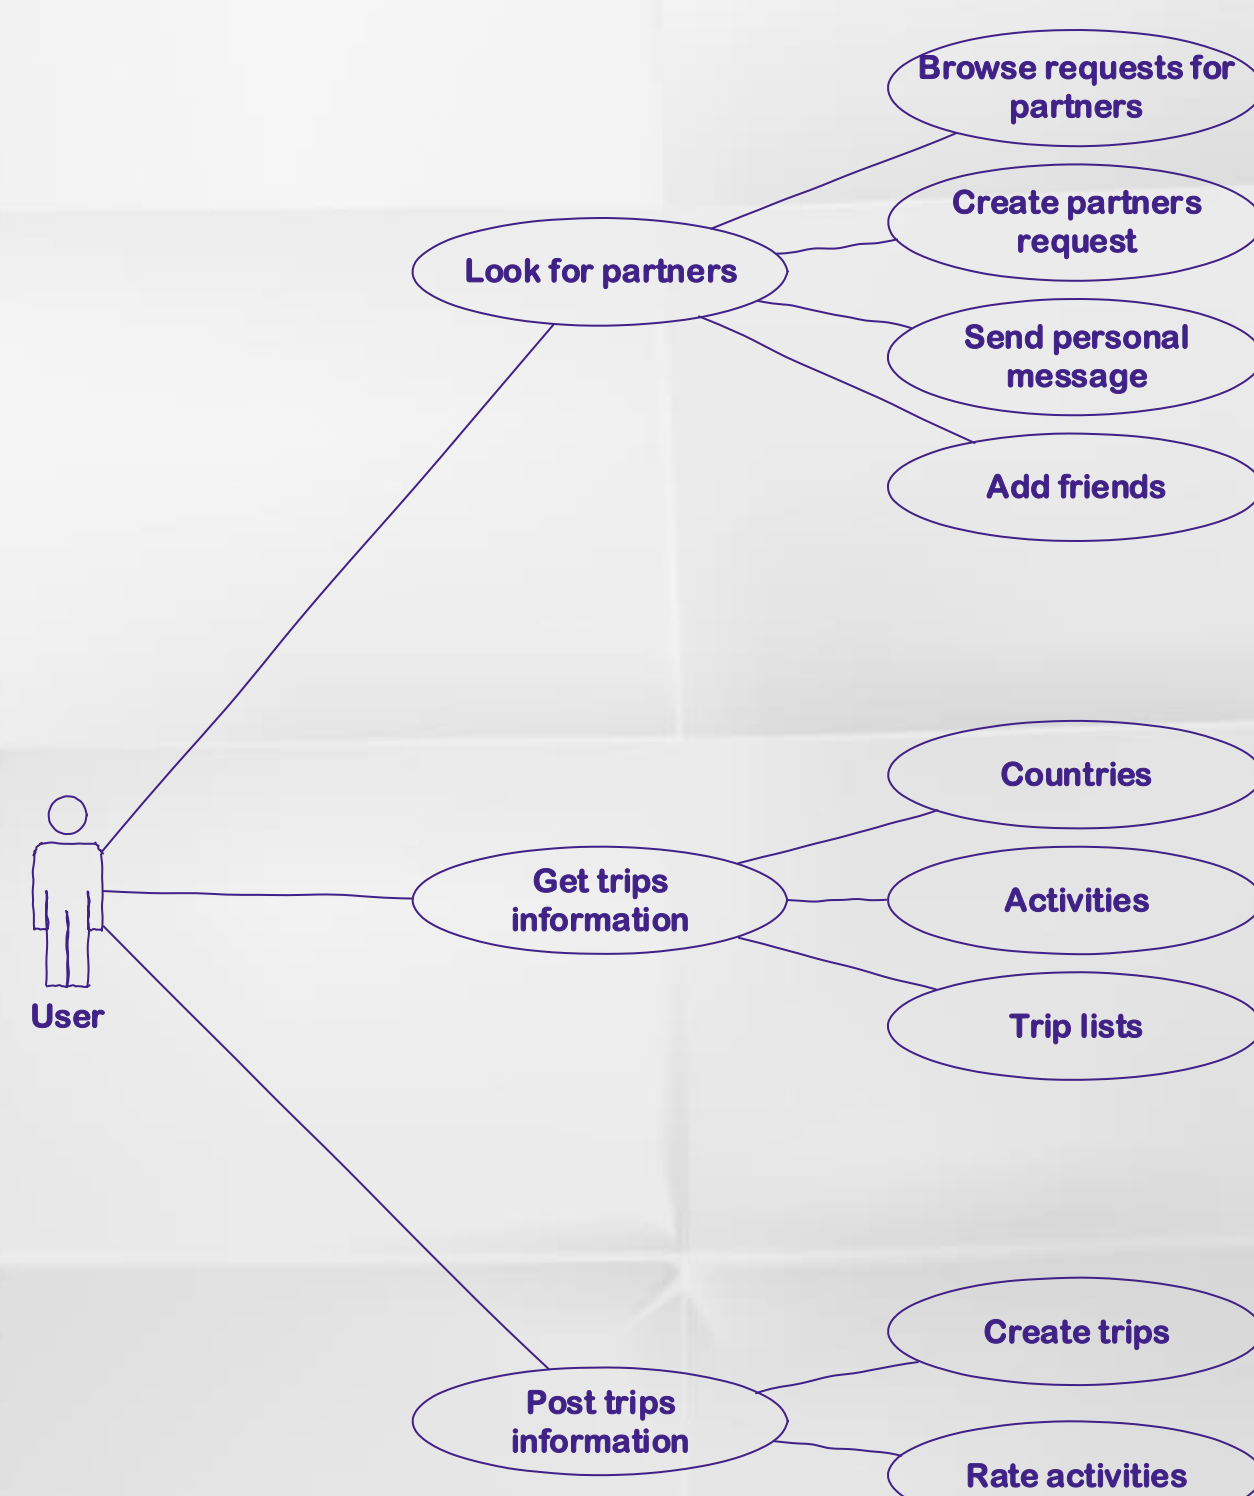 Browse requests for
partners
Create partners
request
Look for partners
Send personal
message
Add friends
Countries
Get trips
information
Activities
Trip lists
User
Create trips
Post trips
information
Rate activities